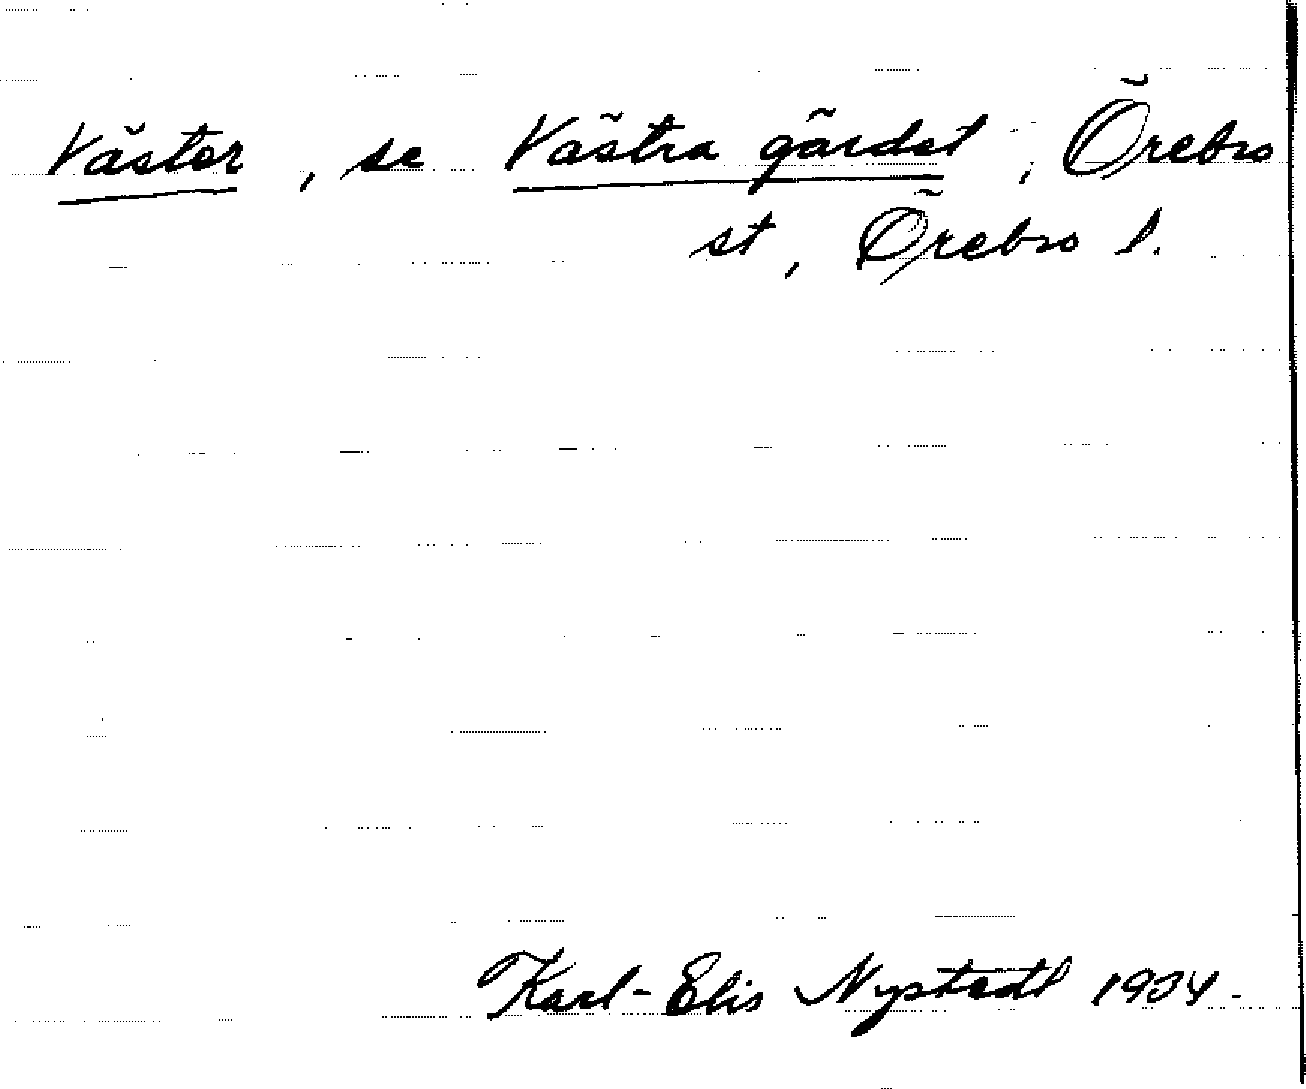 Väster, se Västra gärdet, Örebro
st, Örebro l.
Karl-Elis Nystedt 1934.